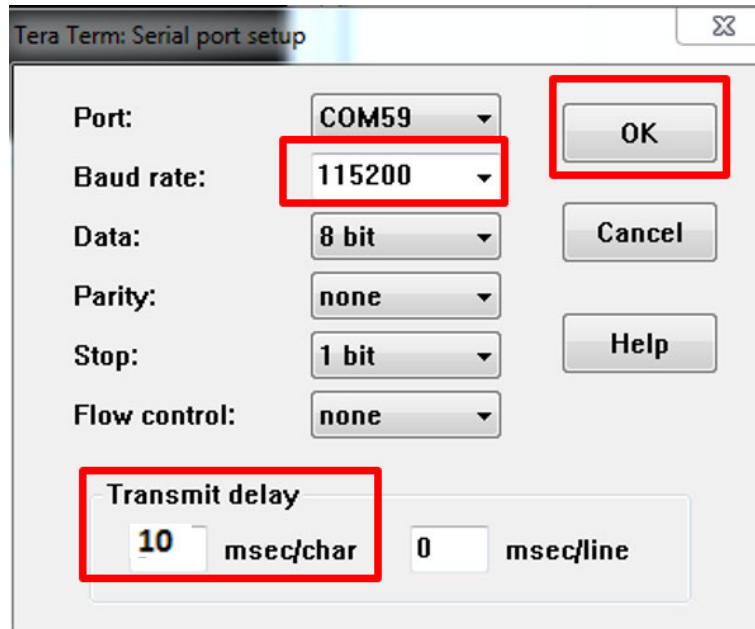 Tera Term: Serial port setup
Port: COM59 OK
Baud rate: 115200
Data: 8 bit Cancel
Parity: none
Stop: 1 bit Help
Flow control: none
Transmit delay
10 msec/char 0 msec/line